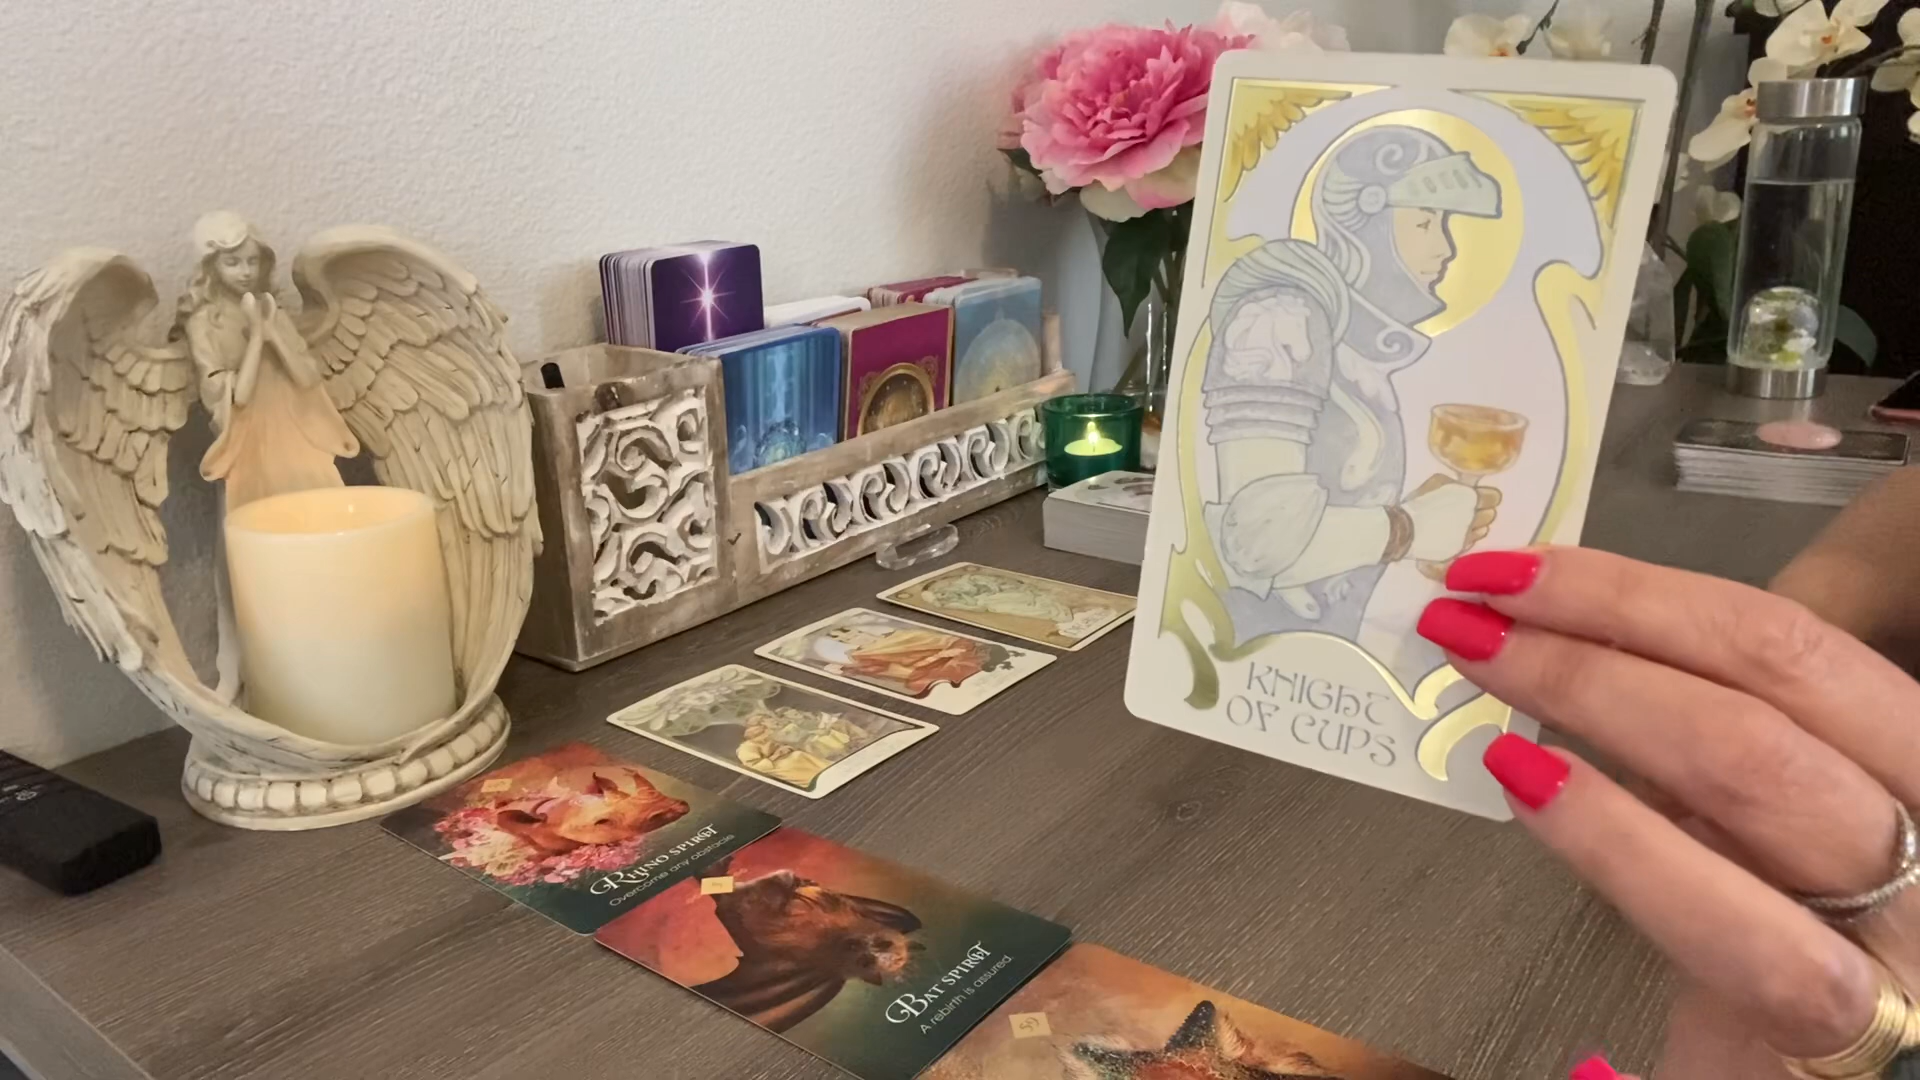 KNIGHT
OF CUPS
RHINO SPIRIT
Overcome any obstacle
BAT SPIRIT
A rebirth is assured.